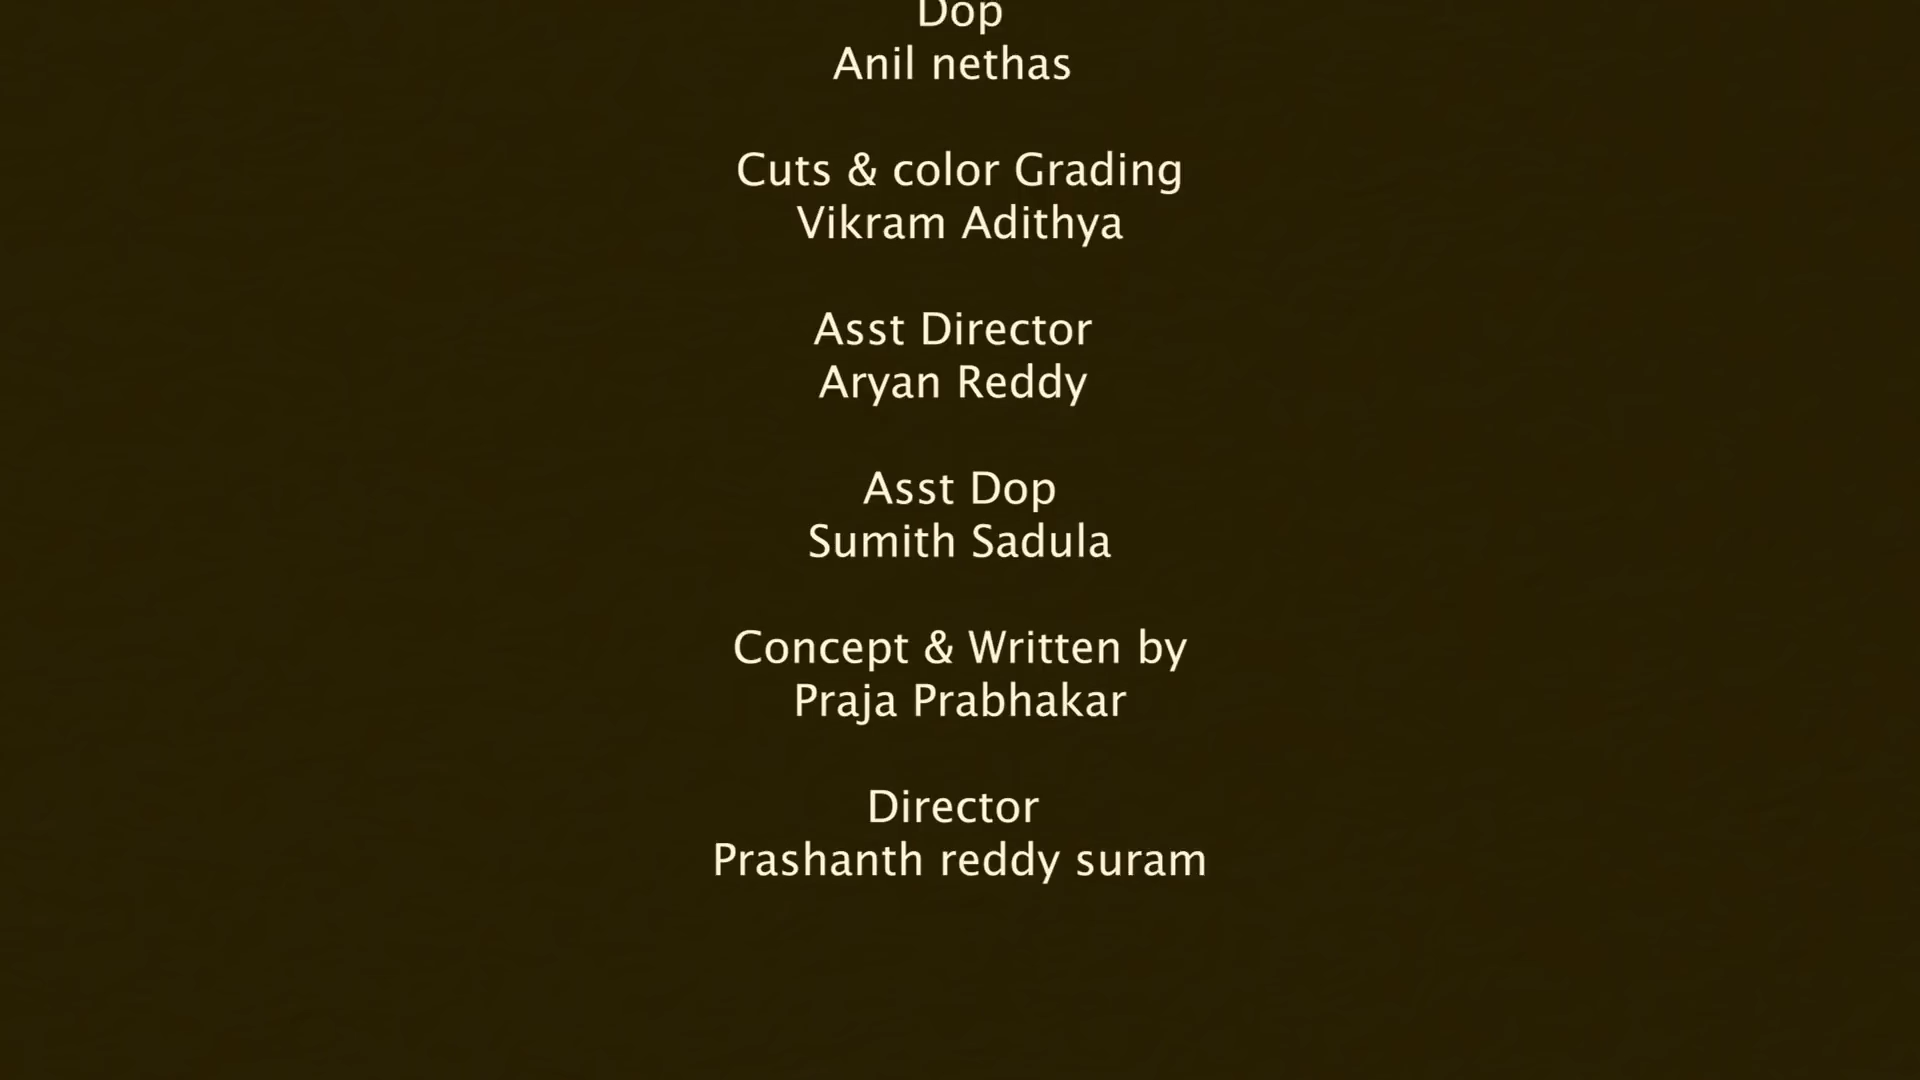 Dop
Anil nethas
Cuts & color Grading
Vikram Adithya
Asst Director
Aryan Reddy
Asst Dop
Sumith Sadula
Concept & Written by
Praja Prabhakar
Director
Prashanth reddy suram